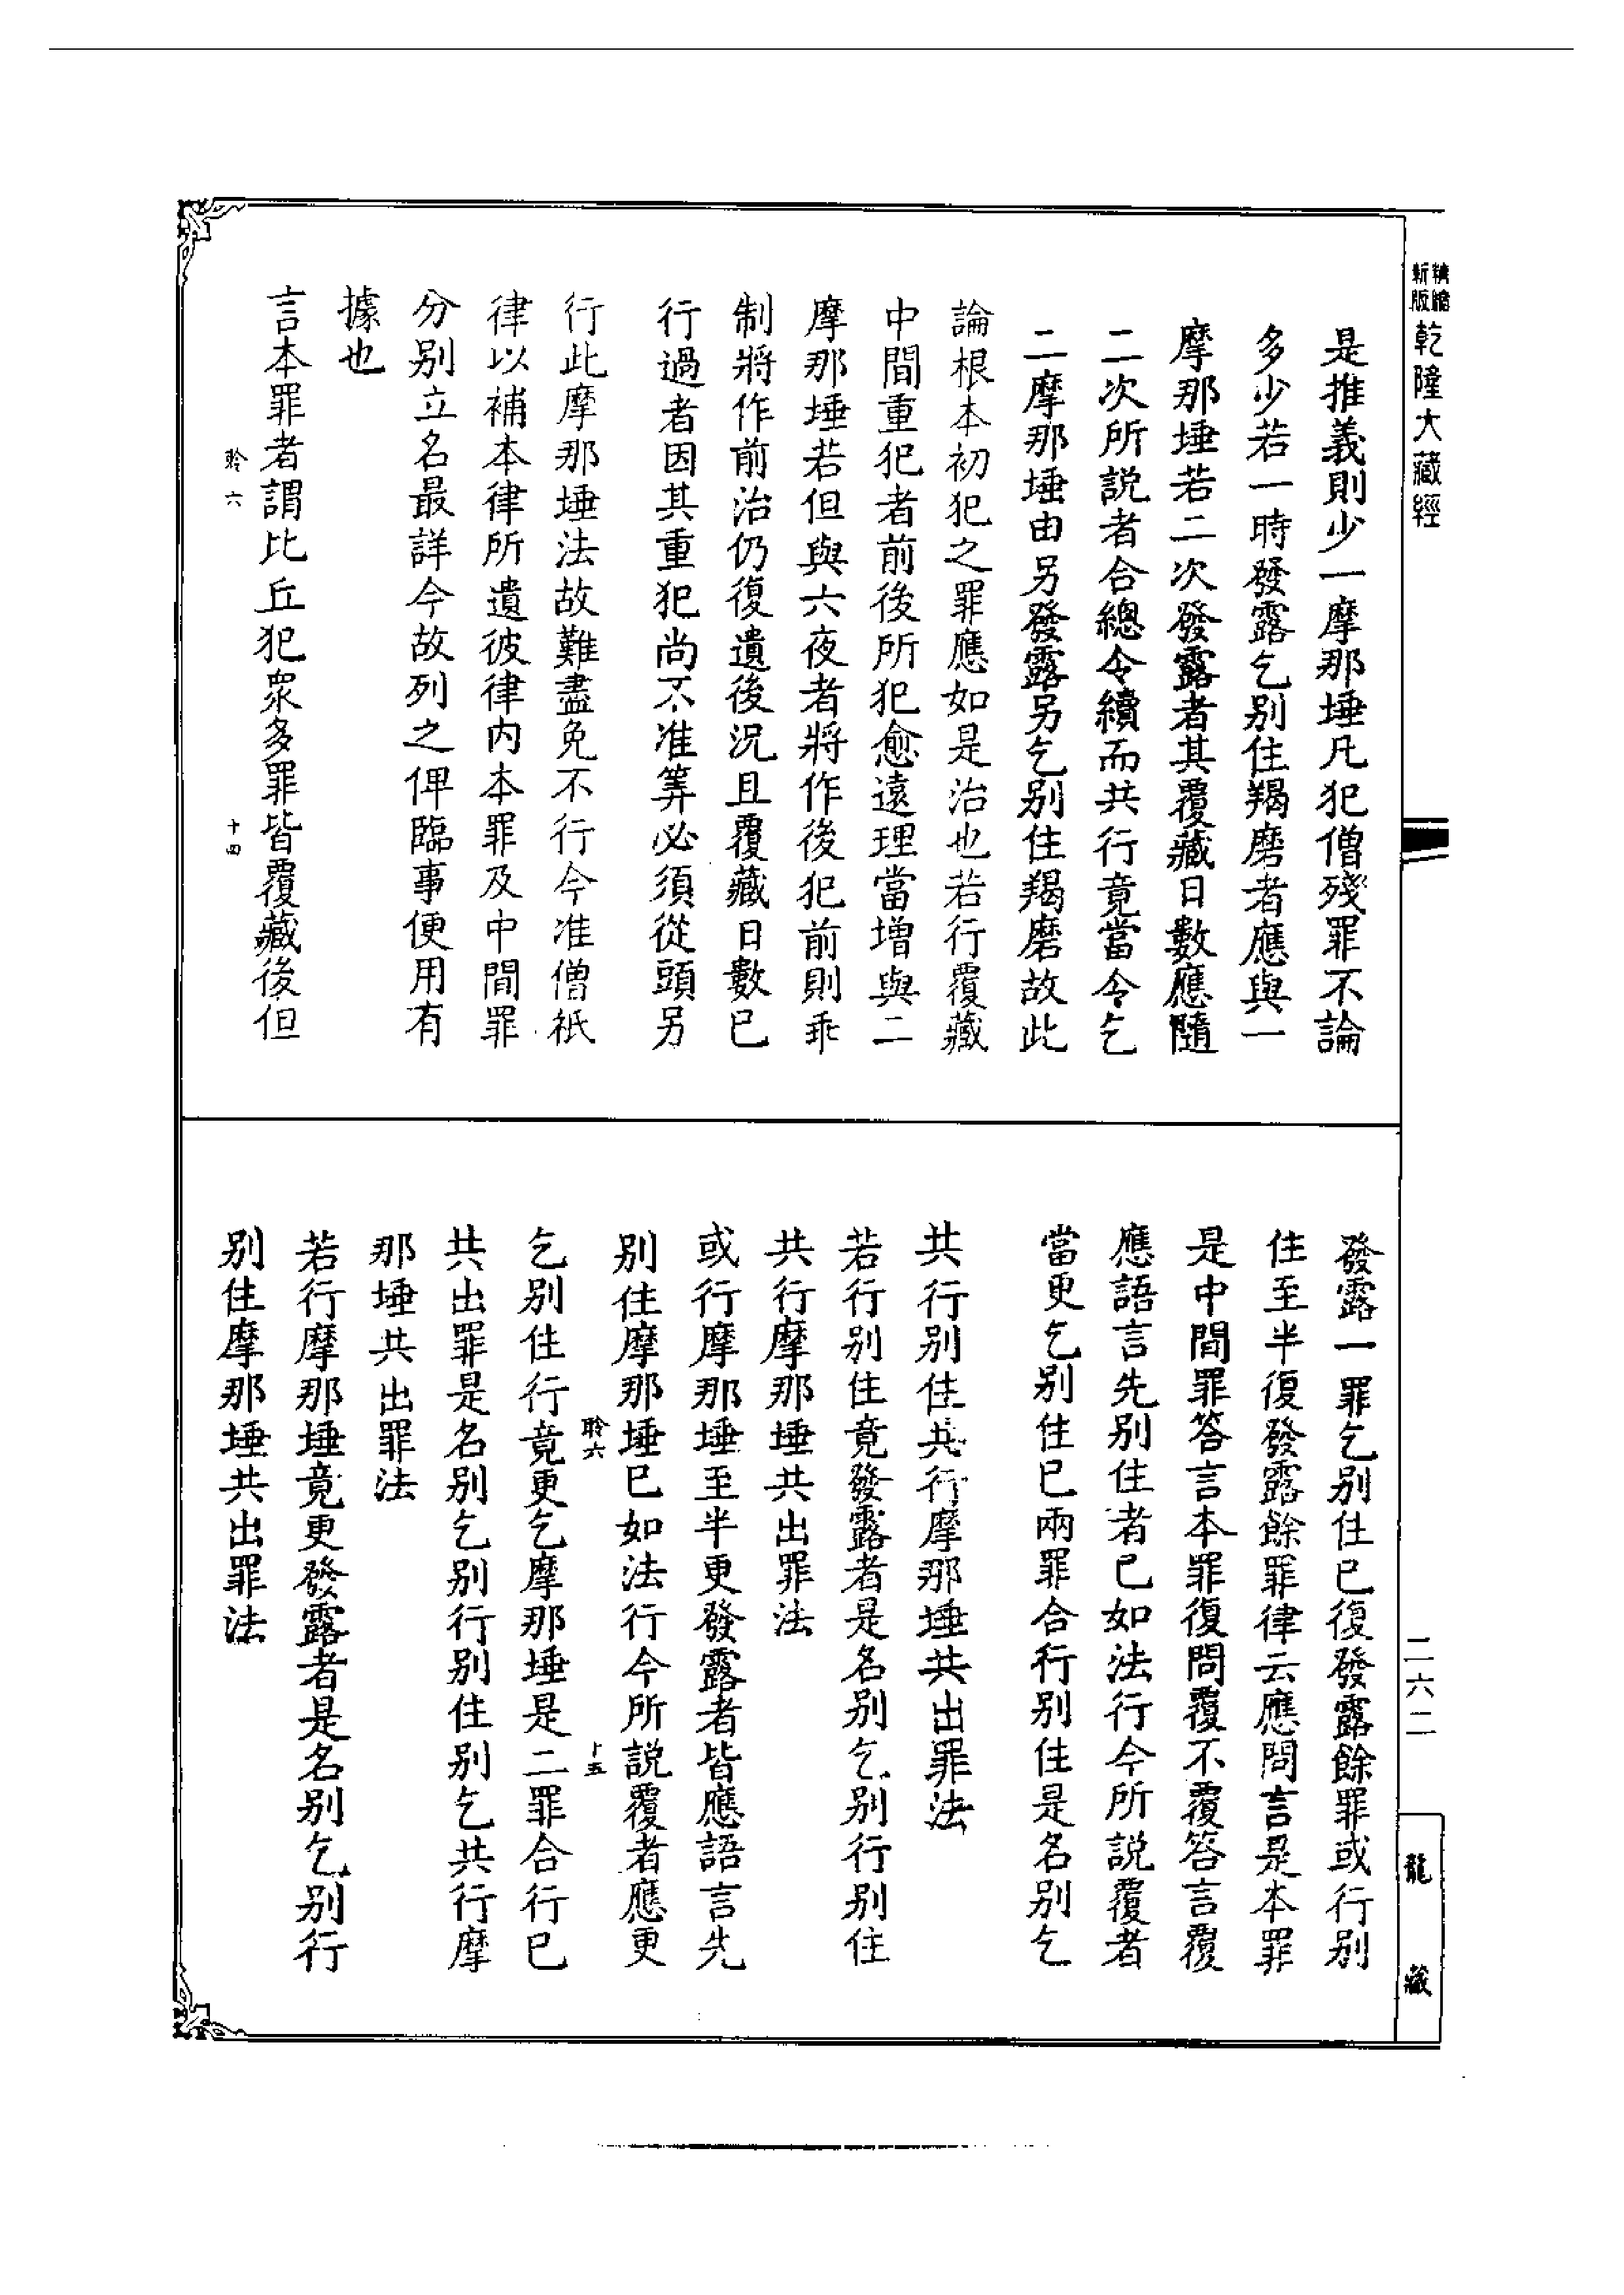 精縮
新版
乾隆大藏經
是推義則少一摩那埵凡犯僧殘罪不論
多少若一時發露乞別住羯磨者應與一
摩那埵若二次發露者其覆藏日數應隨
二次所説者合總令續而共行竟當令乞
二摩那埵由另發露另乞別住羯磨故此
論根本初犯之罪應如是治也若行覆藏
中間重犯者前後所犯愈遠理當增與二
摩那埵若但與六夜者將作後犯前則乖
制將作前治仍復遺後況且覆藏日數已
行過者因其重犯尚不准筭必須從頭另
行此摩那埵法故難盡免不行今准僧祇
律以補本律所遺彼律內本罪及中間罪
分別立名最詳今故列之俾臨事便用有
據也
言本罪者謂比丘犯眾多罪皆覆藏後但
聆六
十四
發露一罪乞別住已復發露餘罪或行別
住至半復發露餘罪律云應問言是本罪
是中間罪答言本罪復問覆不覆答言覆
應語言先別住者已如法行今所説覆者
當更乞別住已兩罪合行別住是名別乞
共行別住共行摩那埵共出罪法
若行別住竟發露者是名別乞別行別住
共行摩那埵共出罪法
或行摩那埵至半更發露者皆應語言先
別住摩那埵已如法行今所説覆者應更
聆六
十五
乞別住行竟更乞摩那埵是二罪合行已
共出罪是名別乞別行別住別乞共行摩
那埵共出罪法
若行摩那埵竟更發露者是名別乞別行
別住摩那埵共出罪法
二六二
龍藏